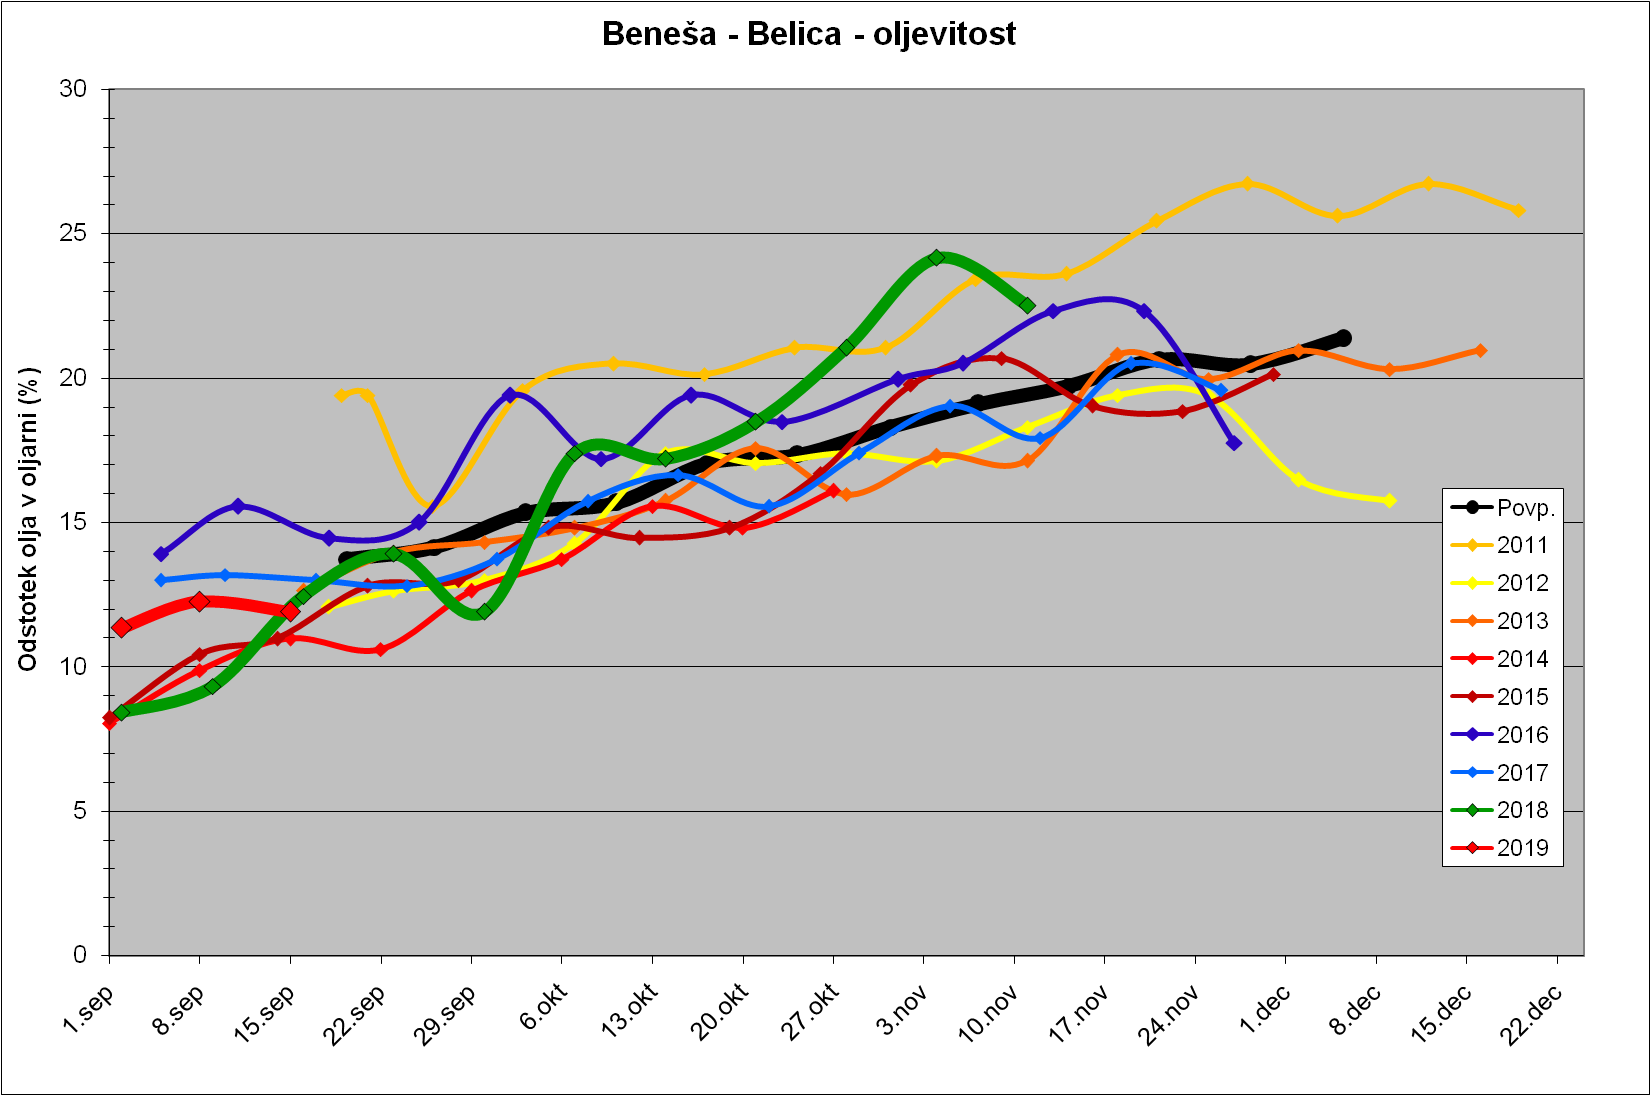 Beneša - Belica - oljevitost
Odstotek olja v oljarni (%)
30
25
20
15
10
5
0
1.sep
8.sep
15.sep
22.sep
29.sep
6.okt
13.okt
20.okt
27.okt
3.nov
10.nov
17.nov
24.nov
1.dec
8.dec
15.dec
22.dec
Povp.
2011
2012
2013
2014
2015
2016
2017
2018
2019